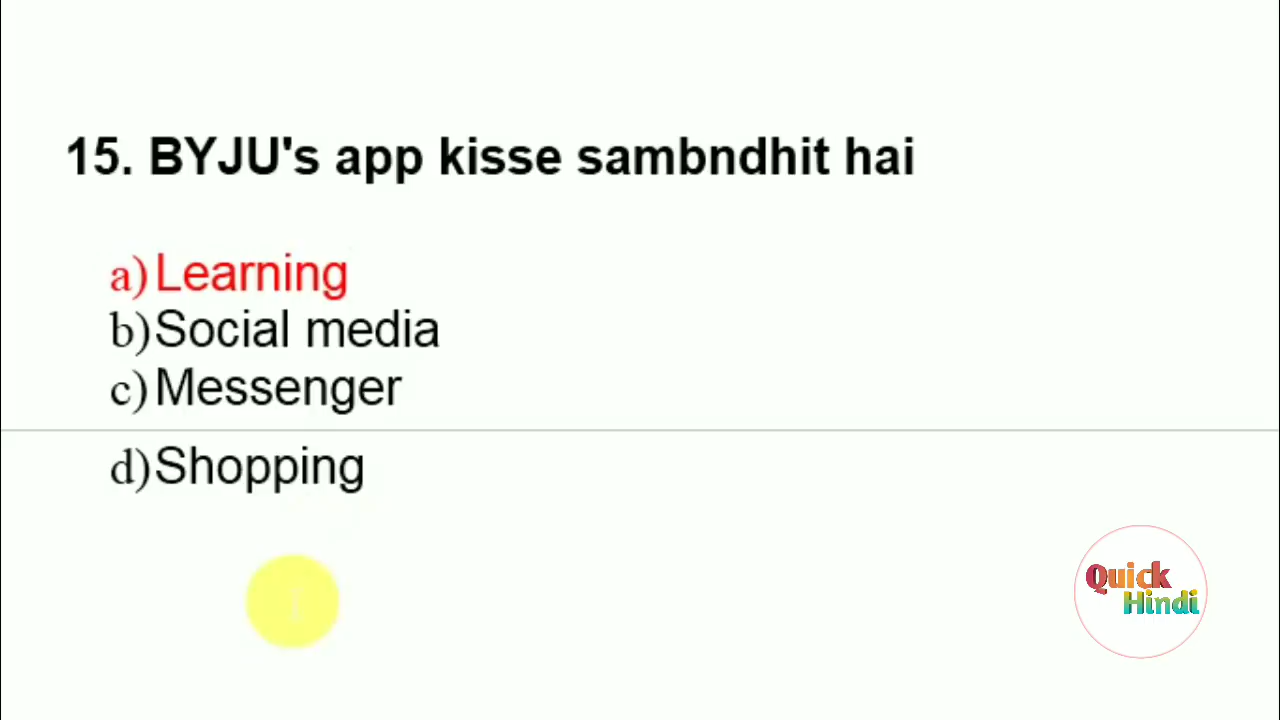 15. BYJU's app kisse sambndhit hai
a) Learning
b) Social media
c) Messenger
d) Shopping
Quick
Hindi